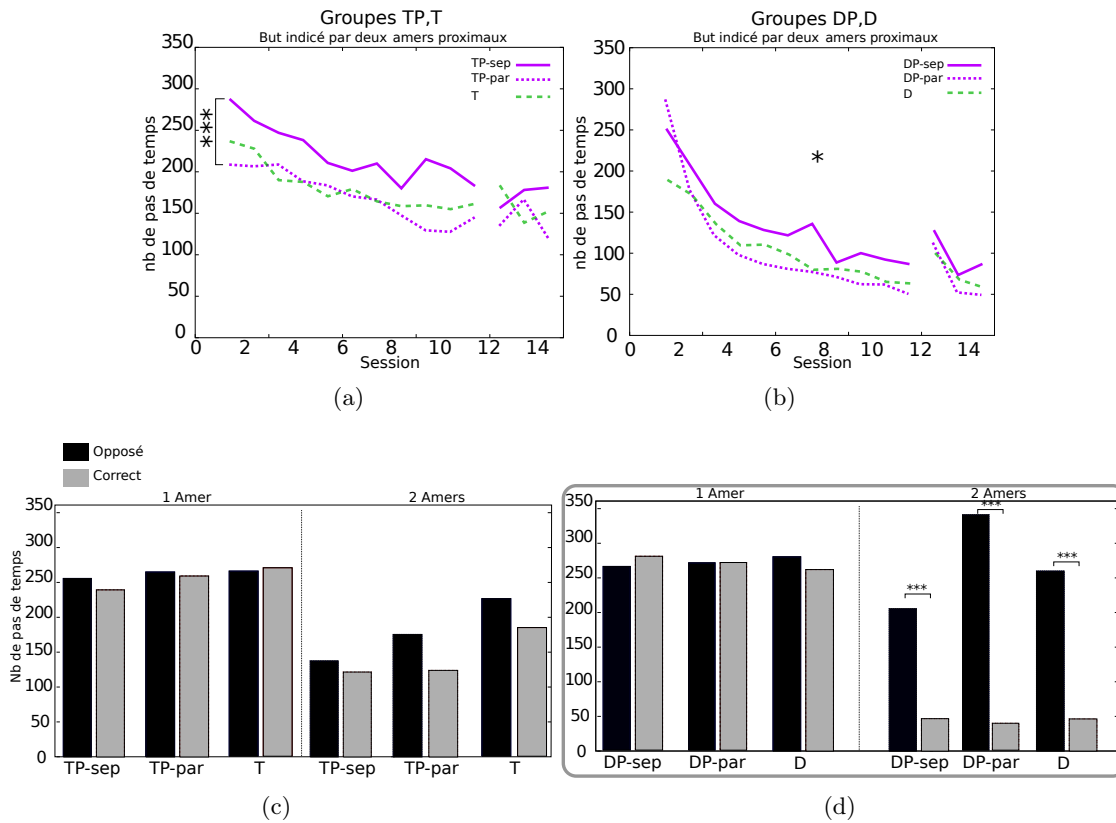 Groupes TP,T
But indicé par deux amers proximaux
350
300
250
200
150
100
50
0
nb de pas de temps
TP-sep
TP-par
T
***
0 2 4 6 8 10 12 14
Session
(a)
Groupes DP,D
But indicé par deux amers proximaux
350
300
250
200
150
100
50
0
nb de pas de temps
DP-sep
DP-par
D
*
0 2 4 6 8 10 12 14
Session
(b)
Opposé
Correct
1 Amer 2 Amers
350
300
250
200
150
100
50
0
Nb de pas de temps
TP-sep TP-par T TP-sep TP-par T
(c)
1 Amer 2 Amers
350
300
250
200
150
100
50
0
***
***
***
DP-sep DP-par D DP-sep DP-par D
(d)